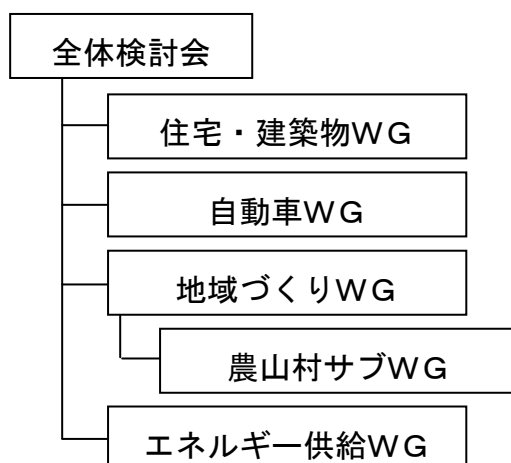 全体検討会
住宅・建築物ＷＧ
自動車ＷＧ
地域づくりＷＧ
農山村サブＷＧ
エネルギー供給ＷＧ